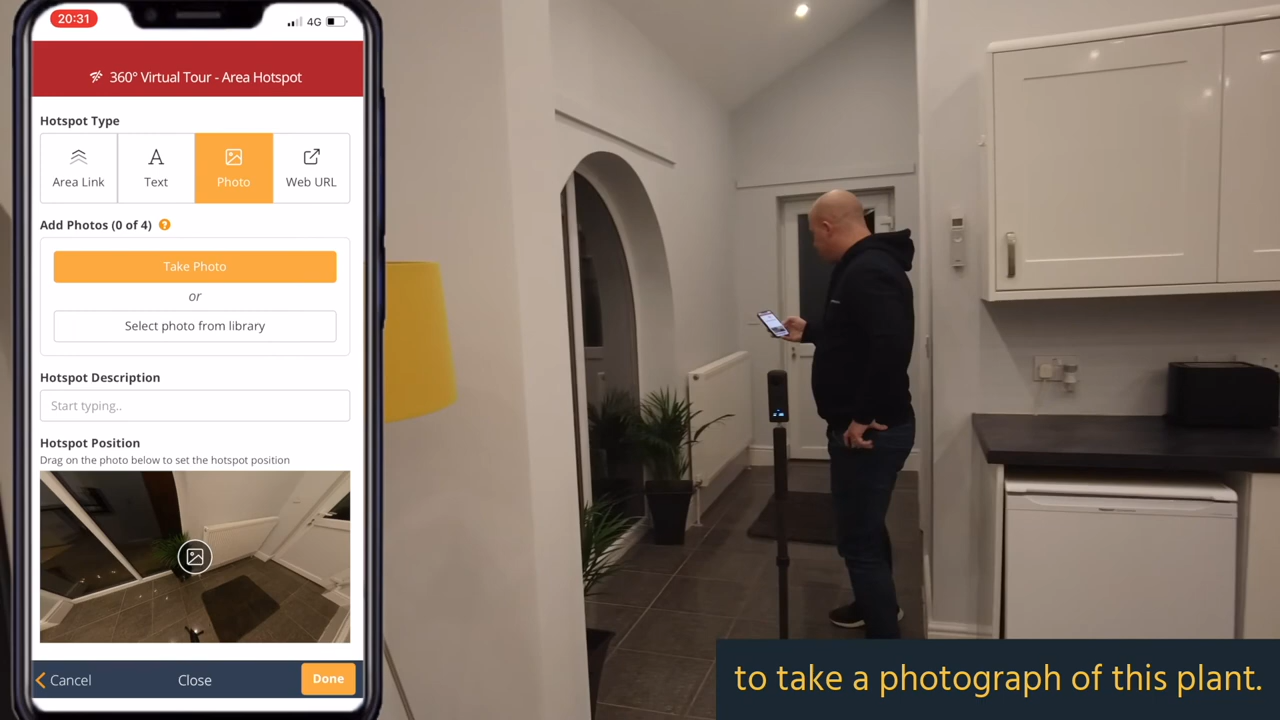 20:31
4G
360° Virtual Tour - Area Hotspot
Hotspot Type
Area Link
Text
Photo
Web URL
Add Photos (0 of 4) ?
Take Photo
or
Select photo from library
Hotspot Description
Start typing..
Hotspot Position
Drag on the photo below to set the hotspot position
Cancel
Close
Done
to take a photograph of this plant.